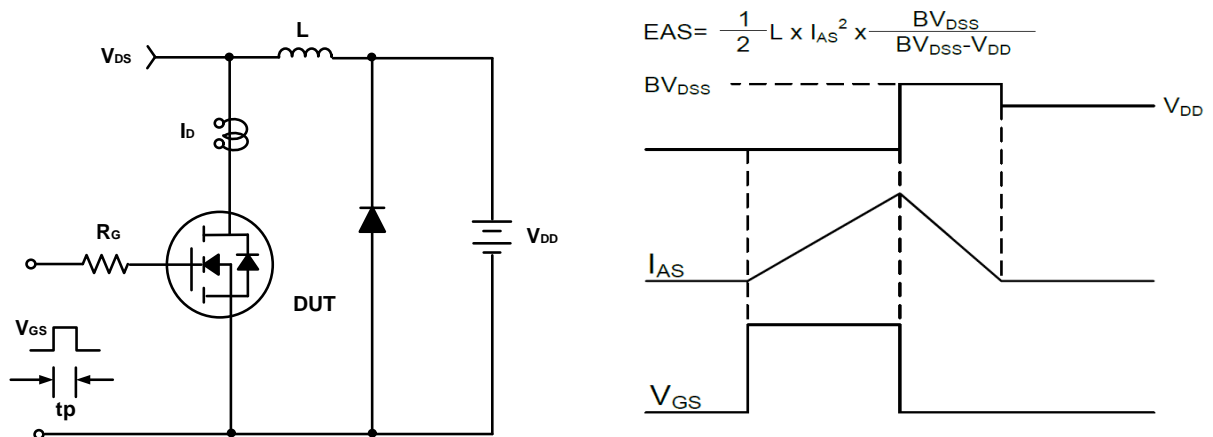 L
VDS
ID
RG
VDD
DUT
VGS
tp
EAS= 1/2 L x IAS² x BVDSS/BVDSS-VDD
BVDSS
VDD
IAS
VGS